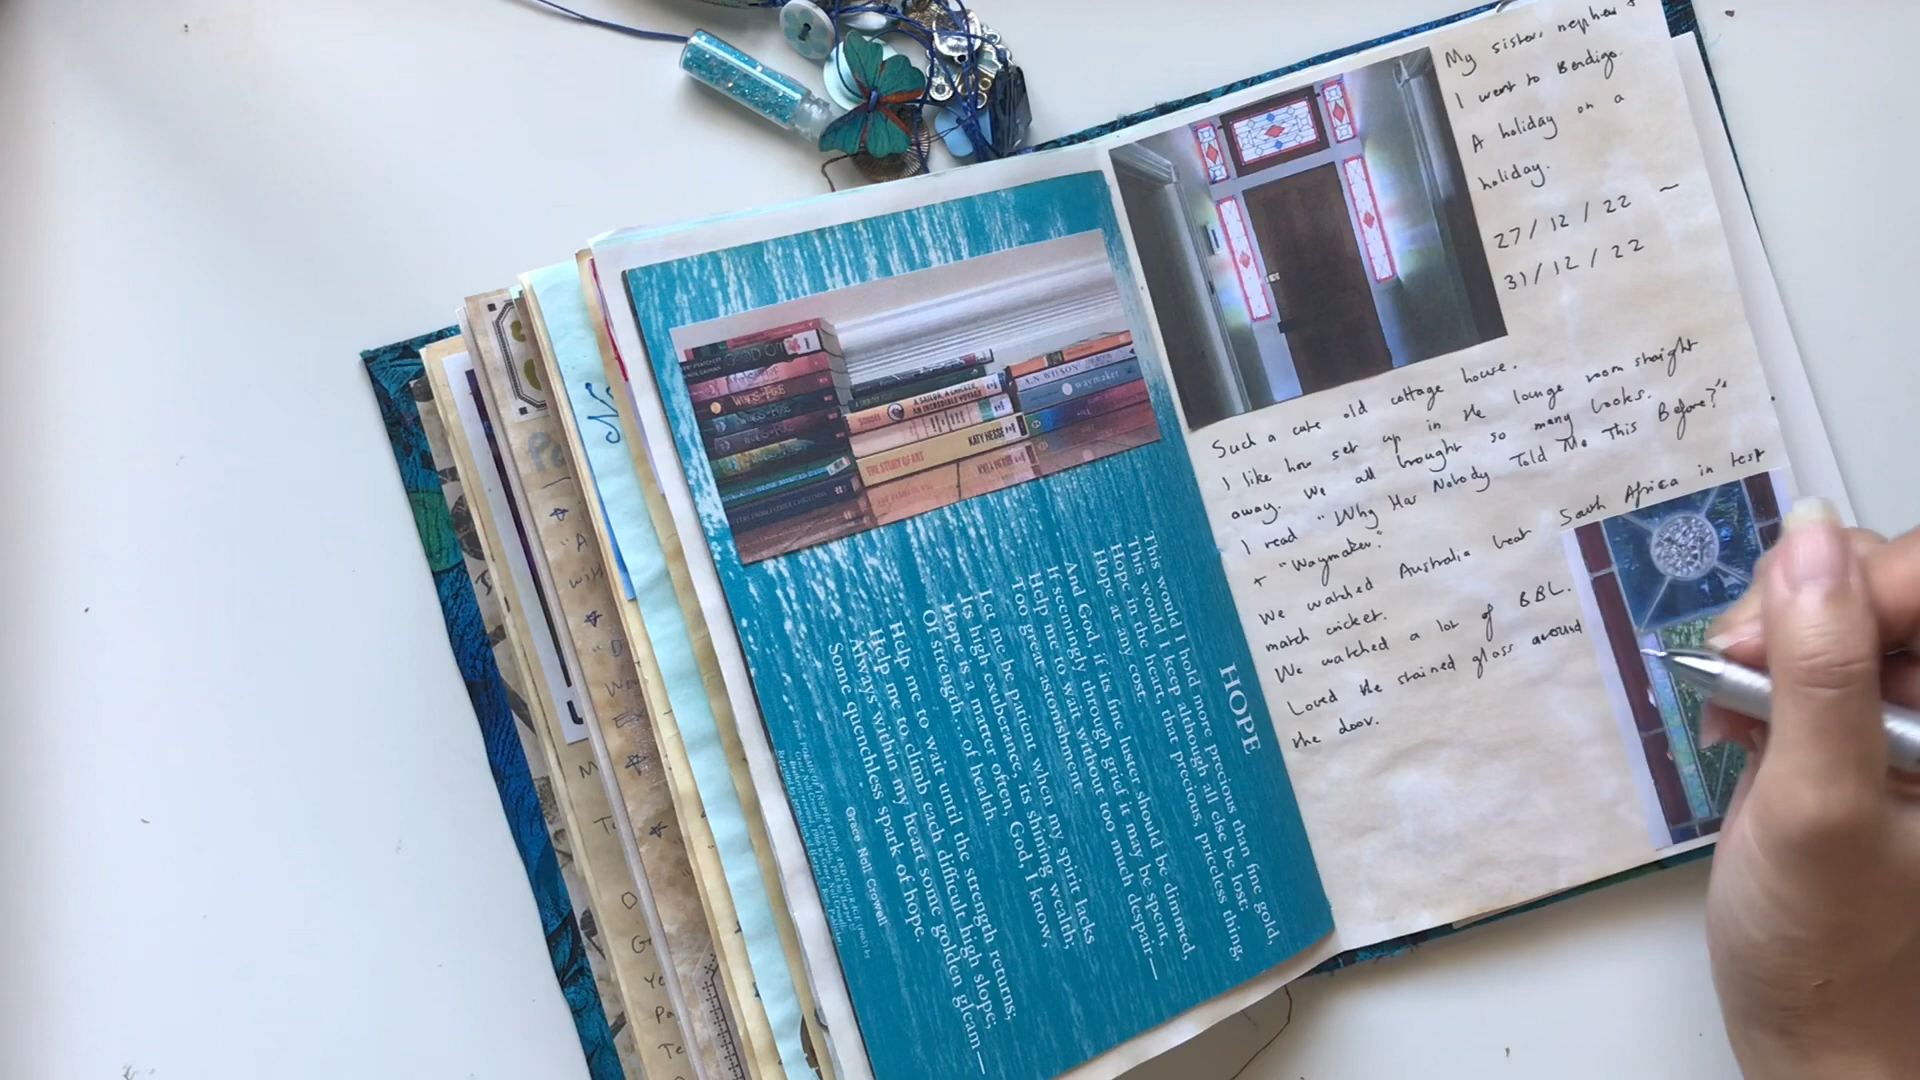 My sister, nephew +
I went to Bendigo.
A holiday on a
holiday.
27/12/22 ~
31/12/22
Such a cute old cottage house.
I like how set up in the lounge room straight
away. We all brought so many books.
I read "Why Has Nobody Told Me This Before?"
+ "Waymaker."
We watched Australia beat South Africa in test
match cricket.
We watched a lot of BBL.
Loved the stained glass around
the door.
HOPE
This would I hold more precious than fine gold,
This would I keep although all else be lost:
Hope in the heart, that precious, priceless thing,
Hope at any cost.
And God, if its fine luster should be dimmed,
If seemingly through grief it may be spent,
Help me to wait without too much despair—
Too great astonishment.
Let me be patient when my spirit lacks
Its high exuberance, its shining wealth;
Hope is a matter often, God, I know,
Of strength... of health.
Help me to wait until the strength returns;
Help me to climb each difficult high slope;
Always within my heart some golden gleam—
Some quenchless spark of hope.
Grace Noll Crowell
WINGS OF FIRE
A SAILOR, A CHICKEN,
AN INCREDIBLE VOYAGE
KATY HESSEL
THE STORY OF ART
A.N. WILSON
waymaker